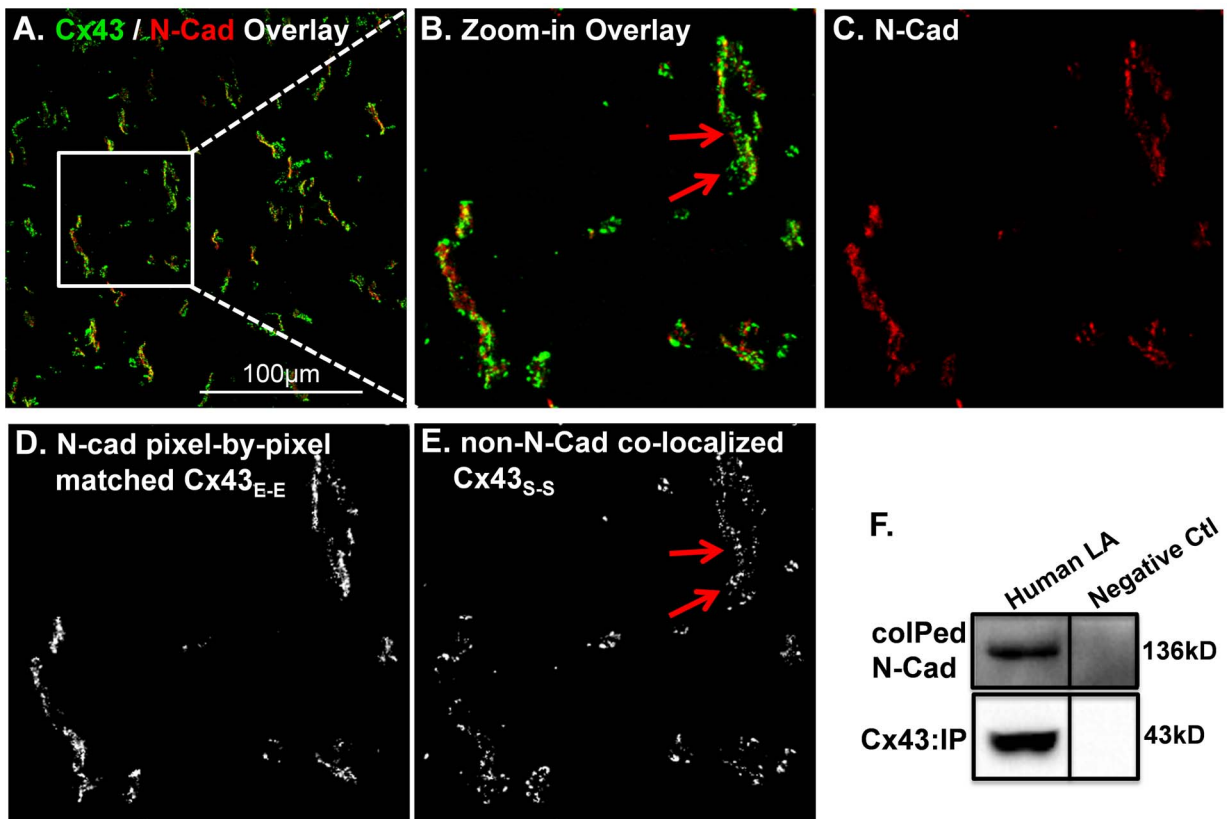 A. Cx43 / N-Cad Overlay
B. Zoom-in Overlay
C. N-Cad
100µm
D. N-cad pixel-by-pixel
matched Cx43E-E
E. non-N-Cad co-localized
Cx43S-S
F.
Human LA
Negative Ctl
coIPed
N-Cad
136kD
Cx43:IP
43kD